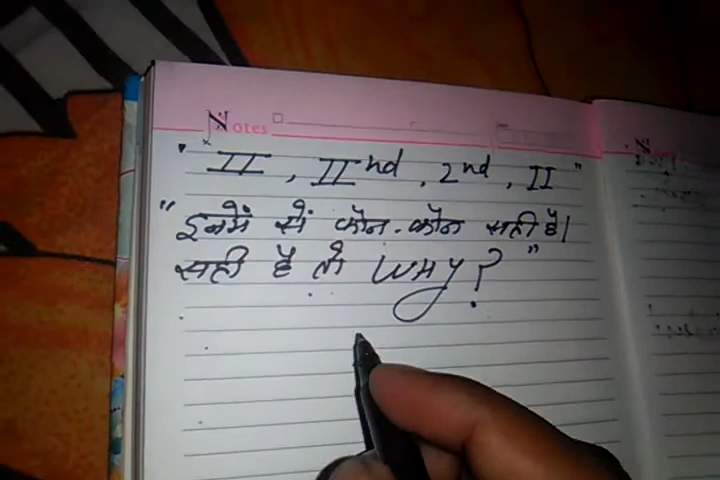 Notes
" II, IInd, 2nd, II "
" इनमें से कौन-कौन सही है।
सही है तो WHY? "